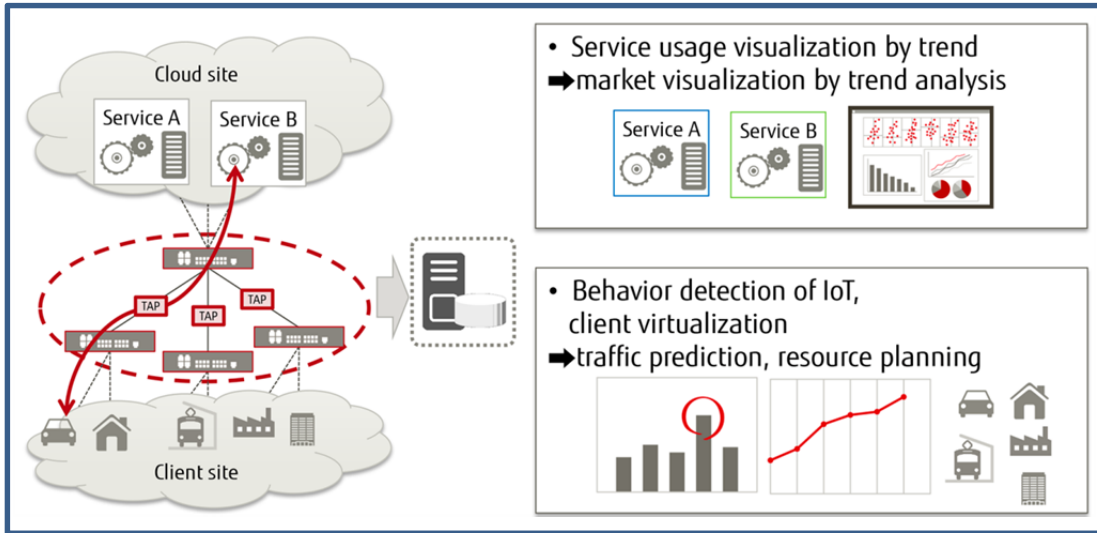 Cloud site
Service A
Service B
TAP
TAP
TAP
Client site
• Service usage visualization by trend
➡market visualization by trend analysis
Service A
Service B
• Behavior detection of IoT,
client virtualization
➡traffic prediction, resource planning